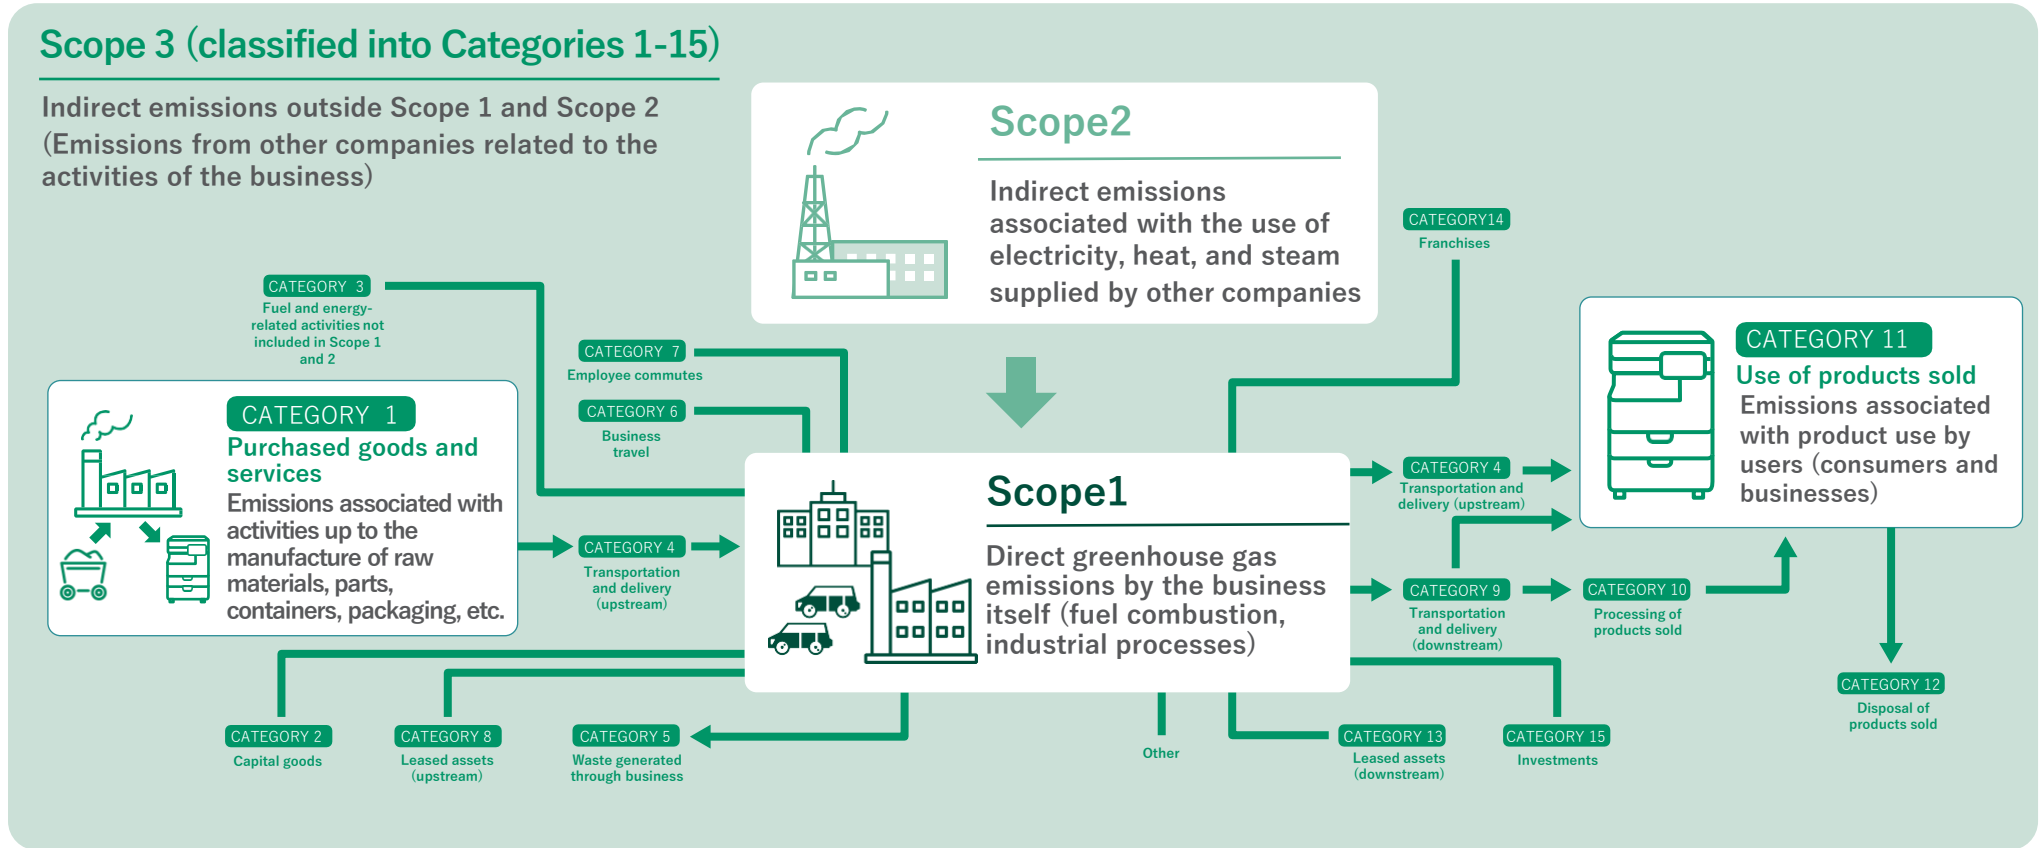 Scope 3 (classified into Categories 1-15)
Indirect emissions outside Scope 1 and Scope 2
(Emissions from other companies related to the
activities of the business)
Scope2
Indirect emissions
associated with the use of
electricity, heat, and steam
supplied by other companies
CATEGORY14
Franchises
CATEGORY 3
Fuel and energy-
related activities not
included in Scope 1
and 2
CATEGORY 7
Employee commutes
CATEGORY 6
Business
travel
CATEGORY 1
Purchased goods and
services
Emissions associated with
activities up to the
manufacture of raw
materials, parts,
containers, packaging, etc.
CATEGORY 4
Transportation
and delivery
(upstream)
Scope1
Direct greenhouse gas
emissions by the business
itself (fuel combustion,
industrial processes)
CATEGORY 4
Transportation and
delivery (upstream)
CATEGORY 9
Transportation
and delivery
(downstream)
CATEGORY 10
Processing of
products sold
CATEGORY 11
Use of products sold
Emissions associated
with product use by
users (consumers and
businesses)
CATEGORY 12
Disposal of
products sold
CATEGORY 2
Capital goods
CATEGORY 8
Leased assets
(upstream)
CATEGORY 5
Waste generated
through business
Other
CATEGORY 13
Leased assets
(downstream)
CATEGORY 15
Investments